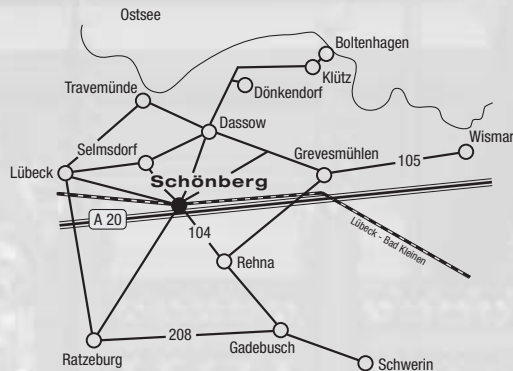 Ostsee
Boltenhagen
Klütz
Travemünde
Dönkendorf
Dassow
Wismar
Selmsdorf
Grevesmühlen
105
Lübeck
Schönberg
A 20
104
Lübeck - Bad Kleinen
Rehna
208
Gadebusch
Ratzeburg
Schwerin